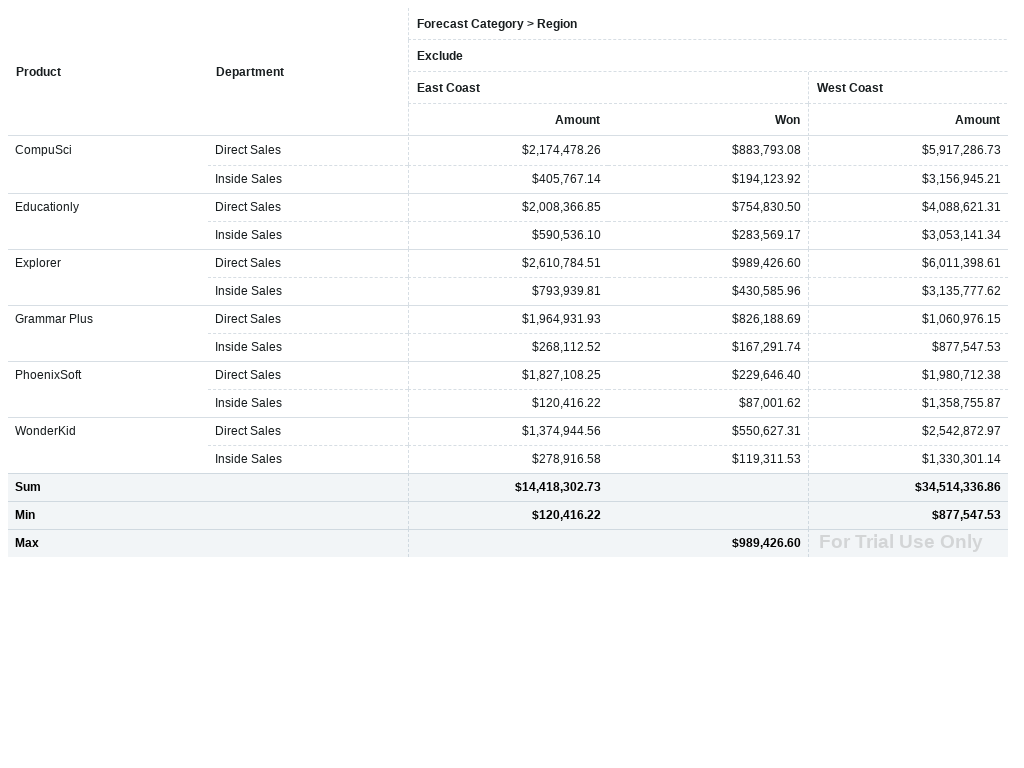 Forecast Category > Region
Exclude
Product Department
East Coast West Coast
Amount Won Amount
CompuSci Direct Sales $2,174,478.26 $883,793.08 $5,917,286.73
Inside Sales $405,767.14 $194,123.92 $3,156,945.21
Educationly Direct Sales $2,008,366.85 $754,830.50 $4,088,621.31
Inside Sales $590,536.10 $283,569.17 $3,053,141.34
Explorer Direct Sales $2,610,784.51 $989,426.60 $6,011,398.61
Inside Sales $793,939.81 $430,585.96 $3,135,777.62
Grammar Plus Direct Sales $1,964,931.93 $826,188.69 $1,060,976.15
Inside Sales $268,112.52 $167,291.74 $877,547.53
PhoenixSoft Direct Sales $1,827,108.25 $229,646.40 $1,980,712.38
Inside Sales $120,416.22 $87,001.62 $1,358,755.87
WonderKid Direct Sales $1,374,944.56 $550,627.31 $2,542,872.97
Inside Sales $278,916.58 $119,311.53 $1,330,301.14
Sum $14,418,302.73 $34,514,336.86
Min $120,416.22 $877,547.53
Max $989,426.60 For Trial Use Only